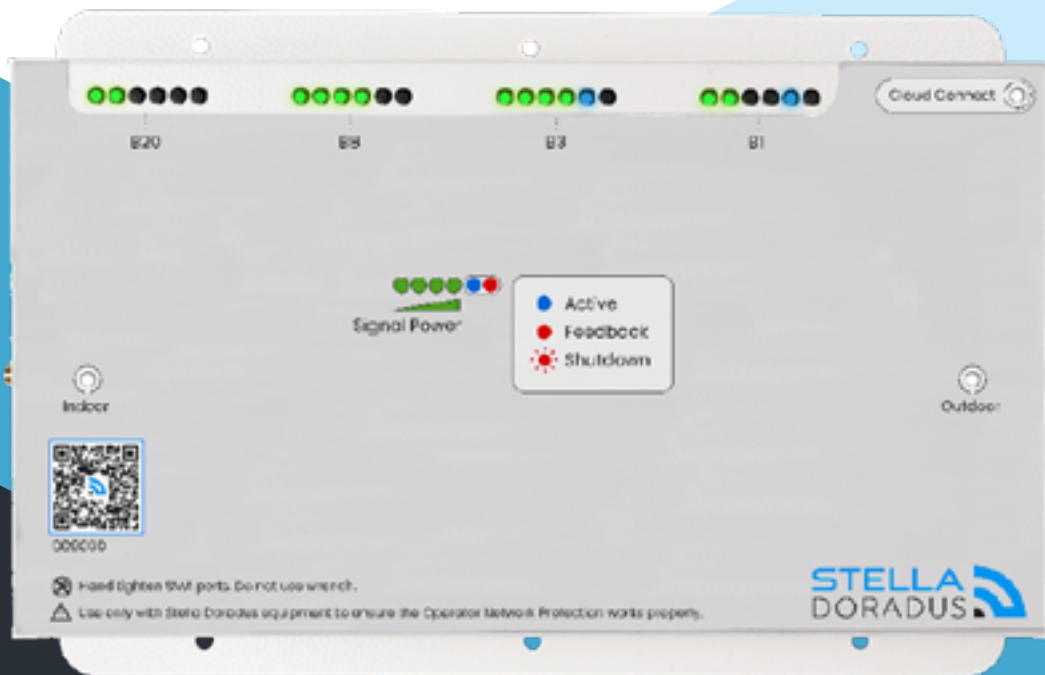 Cloud Connect
B20
B8
B3
B1
Signal Power
Active
Feedback
Shutdown
Indoor
Outdoor
000000
Hand tighten SMA ports. Do not use wrench.
Use only with Stella Doradus equipment to ensure the Operator Network Protection works properly.
STELLA
DORADUS